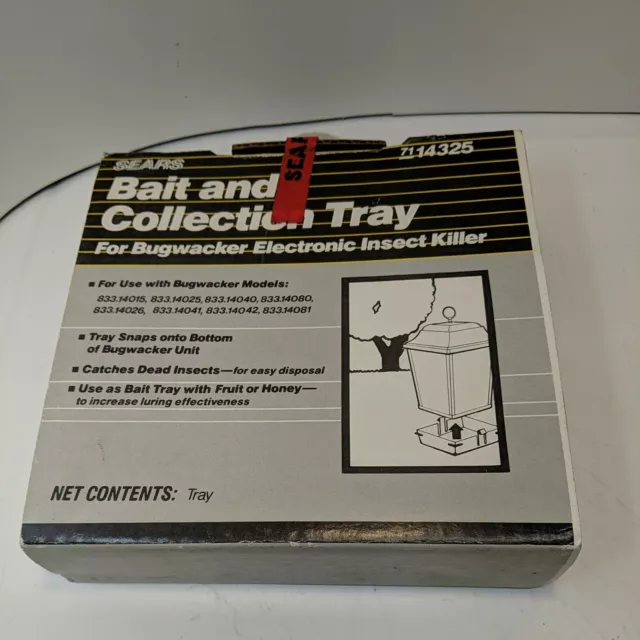 SEARS
71 14325
SEAR
Bait and
Collection Tray
For Bugwacker Electronic Insect Killer
■ For Use with Bugwacker Models:
833.14015, 833.14025, 833.14040, 833.14080,
833.14026, 833.14041, 833.14042, 833.14081
■ Tray Snaps onto Bottom
of Bugwacker Unit
■ Catches Dead Insects—for easy disposal
■ Use as Bait Tray with Fruit or Honey—
to increase luring effectiveness
NET CONTENTS: Tray